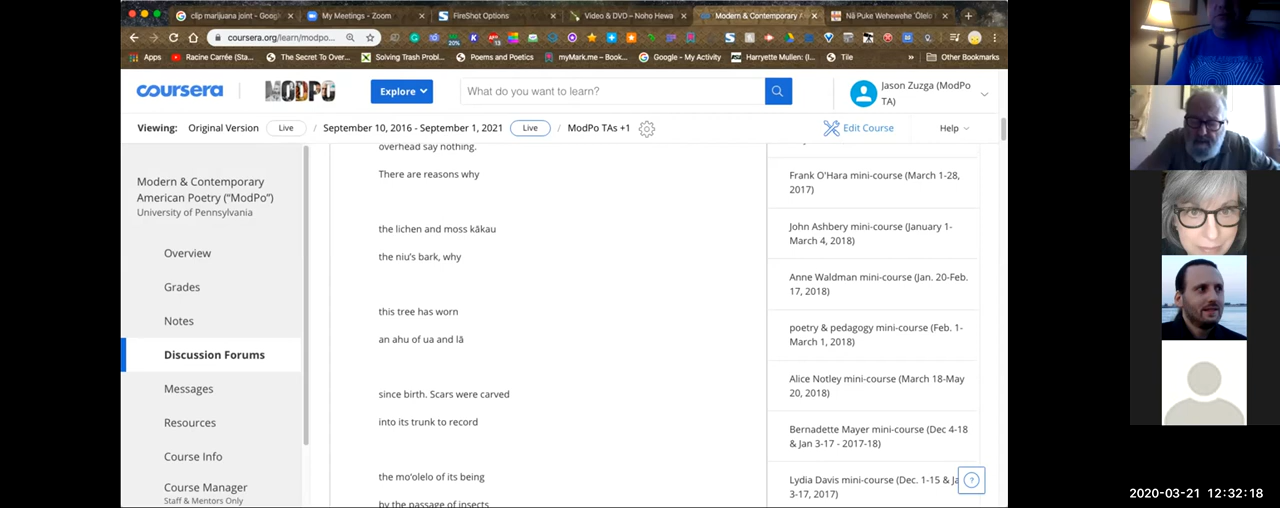 clip marijuana joint - Goog
My Meetings - Zoom
FireShot Options
Video & DVD – Noho Hewa
Modern & Contemporary A
Nā Puke Wehewehe ʻŌlelo
coursera.org/learn/modpo...
Apps
Racine Carrée (Stand...
The Secret To Over...
Solving Trash Probl...
Poems and Poetics
myMark.me – Book...
Google - My Activity
Harryette Mullen: (I...
Tile
»
Other Bookmarks
coursera
MODPO
Explore
What do you want to learn?
Jason Zuzga (ModPo
TA)
Viewing:
Original Version
Live
/
September 10, 2016 - September 1, 2021
Live
/
ModPo TAs +1
Edit Course
Help
Modern & Contemporary
American Poetry ("ModPo")
University of Pennsylvania
Overview
Grades
Notes
Discussion Forums
Messages
Resources
Course Info
Course Manager
Staff & Mentors Only
overhead say nothing.
There are reasons why
the lichen and moss kākau
the niu's bark, why
this tree has worn
an ahu of ua and lā
since birth. Scars were carved
into its trunk to record
the moʻolelo of its being
by the passage of insects
Frank O'Hara mini-course (March 1-28,
2017)
John Ashbery mini-course (January 1-
March 4, 2018)
Anne Waldman mini-course (Jan. 20-Feb.
17, 2018)
poetry & pedagogy mini-course (Feb. 1-
March 1, 2018)
Alice Notley mini-course (March 18-May
20, 2018)
Bernadette Mayer mini-course (Dec 4-18
& Jan 3-17 - 2017-18)
Lydia Davis mini-course (Dec. 1-15 & Ja
3-17, 2017)
?
2020-03-21 12:32:18